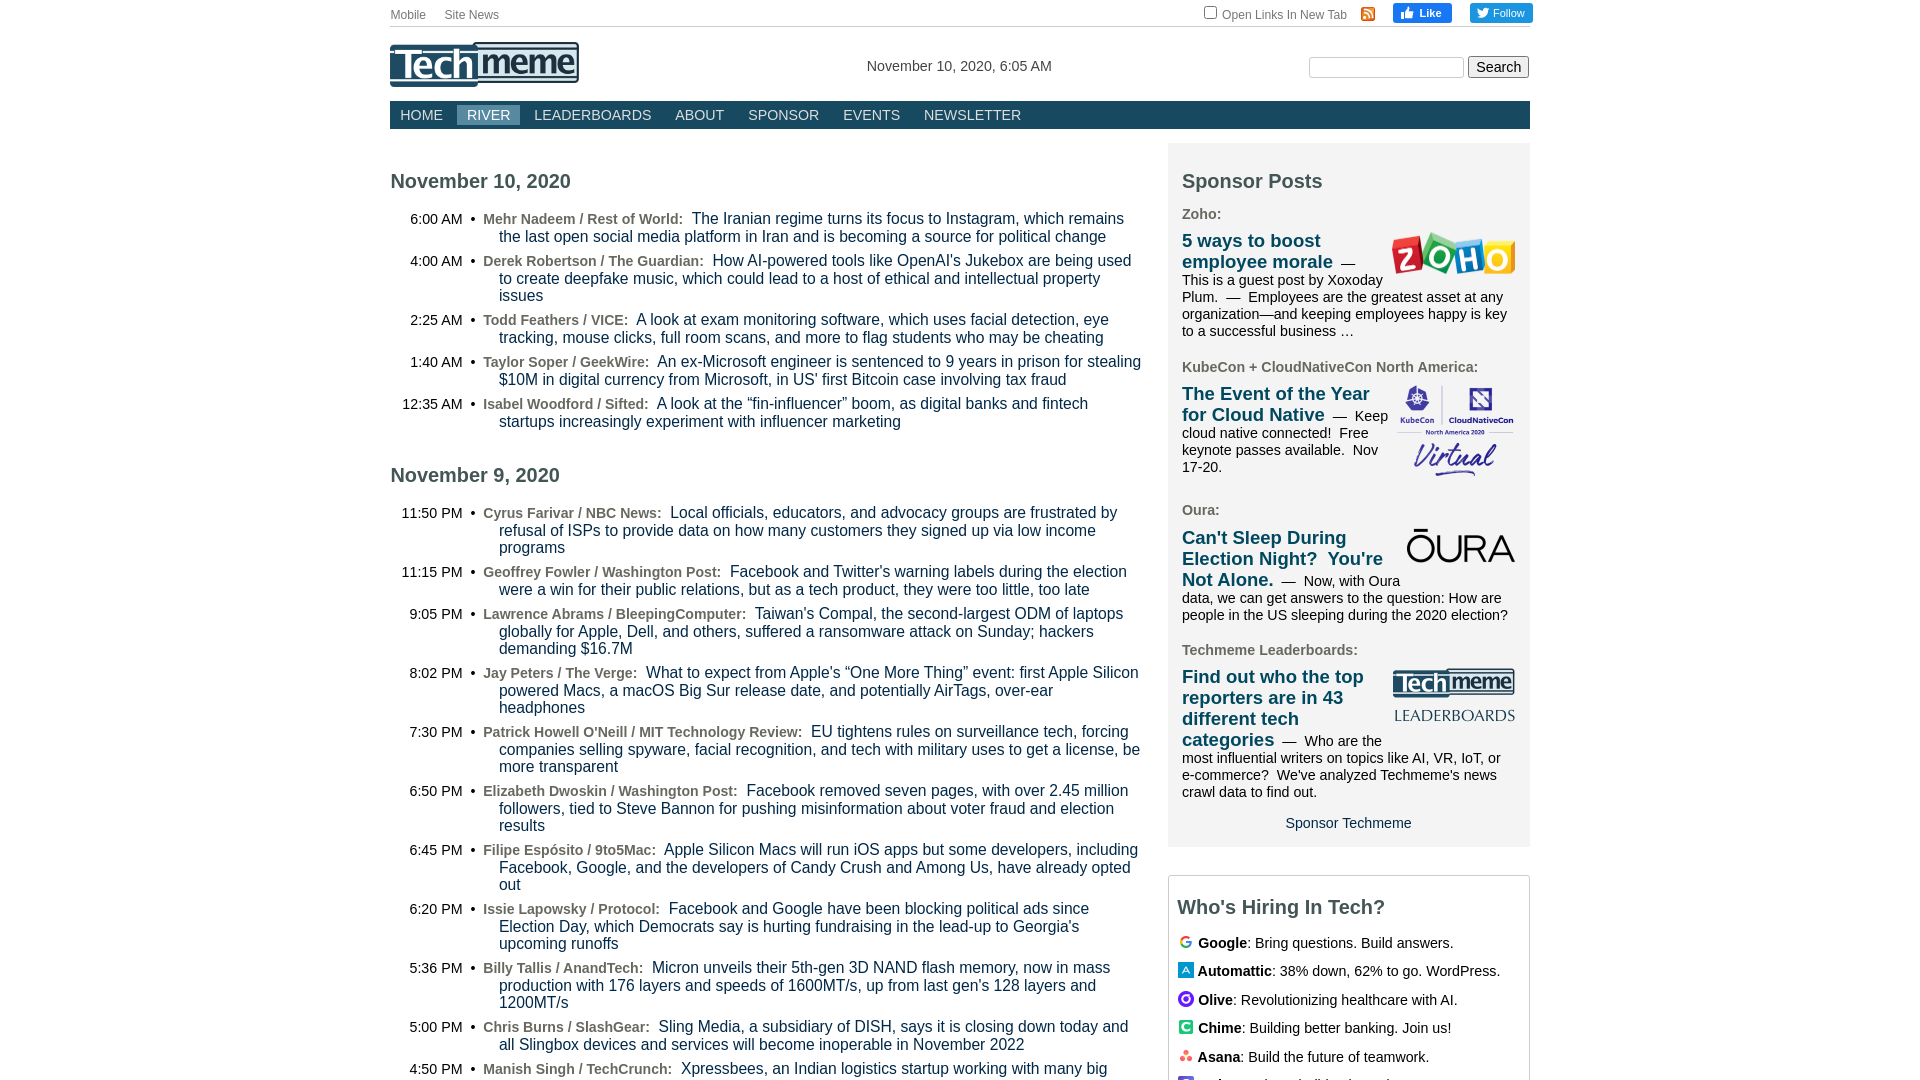 Mobile Site News Open Links In New Tab Like Follow
Techmeme
November 10, 2020, 6:05 AM
Search
HOME RIVER LEADERBOARDS ABOUT SPONSOR EVENTS NEWSLETTER
November 10, 2020
6:00 AM • Mehr Nadeem / Rest of World: The Iranian regime turns its focus to Instagram, which remains
the last open social media platform in Iran and is becoming a source for political change
4:00 AM • Derek Robertson / The Guardian: How AI-powered tools like OpenAI's Jukebox are being used
to create deepfake music, which could lead to a host of ethical and intellectual property
issues
2:25 AM • Todd Feathers / VICE: A look at exam monitoring software, which uses facial detection, eye
tracking, mouse clicks, full room scans, and more to flag students who may be cheating
1:40 AM • Taylor Soper / GeekWire: An ex-Microsoft engineer is sentenced to 9 years in prison for stealing
$10M in digital currency from Microsoft, in US' first Bitcoin case involving tax fraud
12:35 AM • Isabel Woodford / Sifted: A look at the “fin-influencer” boom, as digital banks and fintech
startups increasingly experiment with influencer marketing
November 9, 2020
11:50 PM • Cyrus Farivar / NBC News: Local officials, educators, and advocacy groups are frustrated by
refusal of ISPs to provide data on how many customers they signed up via low income
programs
11:15 PM • Geoffrey Fowler / Washington Post: Facebook and Twitter's warning labels during the election
were a win for their public relations, but as a tech product, they were too little, too late
9:05 PM • Lawrence Abrams / BleepingComputer: Taiwan's Compal, the second-largest ODM of laptops
globally for Apple, Dell, and others, suffered a ransomware attack on Sunday; hackers
demanding $16.7M
8:02 PM • Jay Peters / The Verge: What to expect from Apple's “One More Thing” event: first Apple Silicon
powered Macs, a macOS Big Sur release date, and potentially AirTags, over-ear
headphones
7:30 PM • Patrick Howell O'Neill / MIT Technology Review: EU tightens rules on surveillance tech, forcing
companies selling spyware, facial recognition, and tech with military uses to get a license, be
more transparent
6:50 PM • Elizabeth Dwoskin / Washington Post: Facebook removed seven pages, with over 2.45 million
followers, tied to Steve Bannon for pushing misinformation about voter fraud and election
results
6:45 PM • Filipe Espósito / 9to5Mac: Apple Silicon Macs will run iOS apps but some developers, including
Facebook, Google, and the developers of Candy Crush and Among Us, have already opted
out
6:20 PM • Issie Lapowsky / Protocol: Facebook and Google have been blocking political ads since
Election Day, which Democrats say is hurting fundraising in the lead-up to Georgia's
upcoming runoffs
5:36 PM • Billy Tallis / AnandTech: Micron unveils their 5th-gen 3D NAND flash memory, now in mass
production with 176 layers and speeds of 1600MT/s, up from last gen's 128 layers and
1200MT/s
5:00 PM • Chris Burns / SlashGear: Sling Media, a subsidiary of DISH, says it is closing down today and
all Slingbox devices and services will become inoperable in November 2022
4:50 PM • Manish Singh / TechCrunch: Xpressbees, an Indian logistics startup working with many big
Sponsor Posts
Zoho:
5 ways to boost
employee morale —
This is a guest post by Xoxoday
Plum. — Employees are the greatest asset at any
organization—and keeping employees happy is key
to a successful business …
ZOHO
KubeCon + CloudNativeCon North America:
The Event of the Year
for Cloud Native — Keep
cloud native connected! Free
keynote passes available. Nov
17-20.
KubeCon CloudNativeCon
North America 2020
Virtual
Oura:
Can't Sleep During
Election Night? You're
Not Alone. — Now, with Oura
data, we can get answers to the question: How are
people in the US sleeping during the 2020 election?
ŌURA
Techmeme Leaderboards:
Find out who the top
reporters are in 43
different tech
categories — Who are the
most influential writers on topics like AI, VR, IoT, or
e-commerce? We've analyzed Techmeme's news
crawl data to find out.
Techmeme
LEADERBOARDS
Sponsor Techmeme
Who's Hiring In Tech?
Google: Bring questions. Build answers.
Automattic: 38% down, 62% to go. WordPress.
Olive: Revolutionizing healthcare with AI.
Chime: Building better banking. Join us!
Asana: Build the future of teamwork.